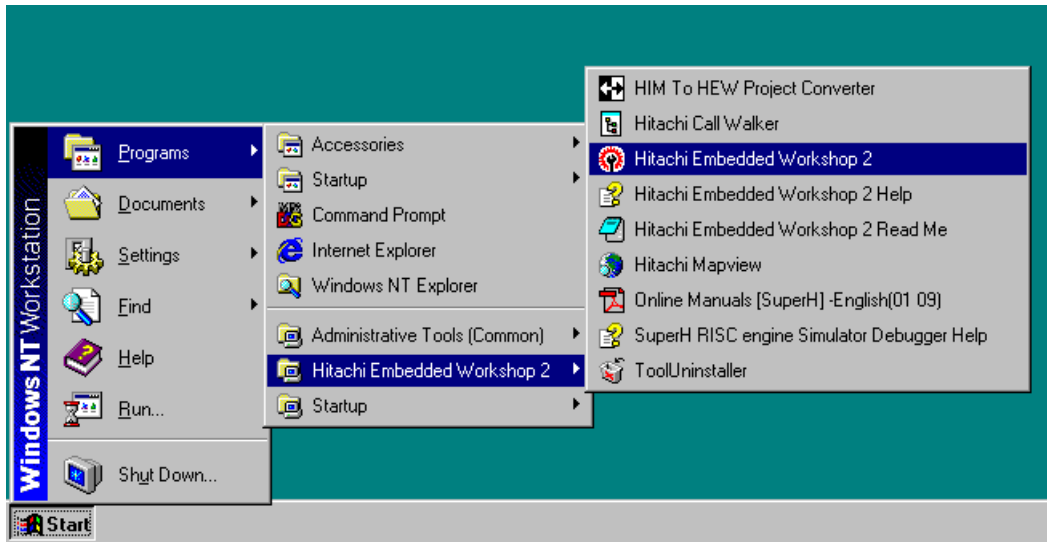 Windows NT Workstation
Programs
Documents
Settings
Find
Help
Run...
Shut Down...
Start
Accessories
Startup
Command Prompt
Internet Explorer
Windows NT Explorer
Administrative Tools (Common)
Hitachi Embedded Workshop 2
Startup
HIM To HEW Project Converter
Hitachi Call Walker
Hitachi Embedded Workshop 2
Hitachi Embedded Workshop 2 Help
Hitachi Embedded Workshop 2 Read Me
Hitachi Mapview
Online Manuals [SuperH] -English(01 09)
SuperH RISC engine Simulator Debugger Help
ToolUninstaller